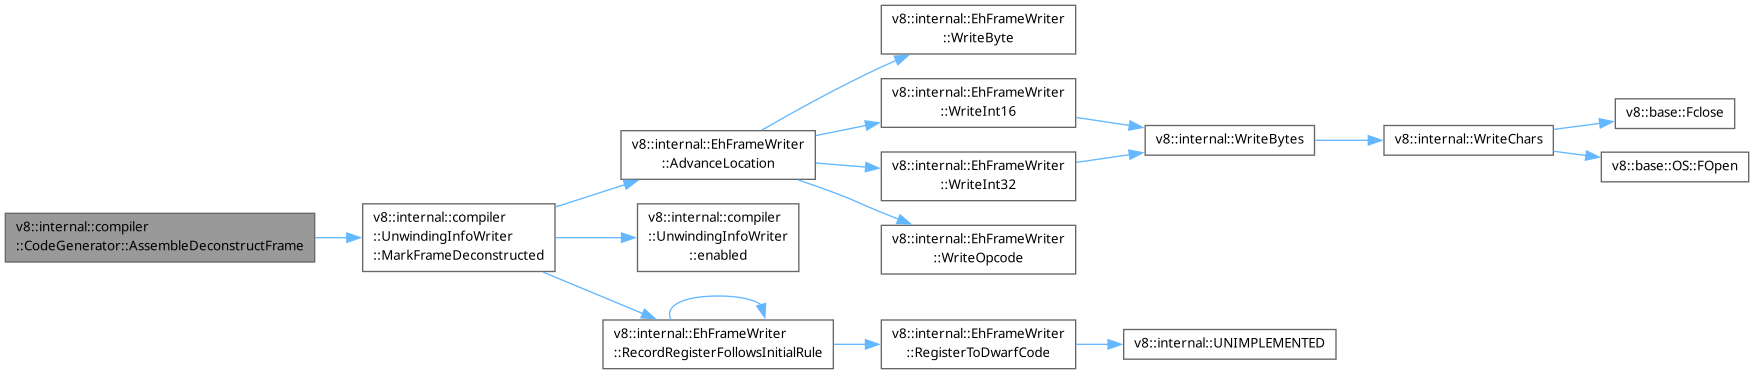 v8::internal::compiler
::CodeGenerator::AssembleDeconstructFrame
v8::internal::compiler
::UnwindingInfoWriter
::MarkFrameDeconstructed
v8::internal::EhFrameWriter
::AdvanceLocation
v8::internal::compiler
::UnwindingInfoWriter
::enabled
v8::internal::EhFrameWriter
::RecordRegisterFollowsInitialRule
v8::internal::EhFrameWriter
::WriteByte
v8::internal::EhFrameWriter
::WriteInt16
v8::internal::EhFrameWriter
::WriteInt32
v8::internal::EhFrameWriter
::WriteOpcode
v8::internal::EhFrameWriter
::RegisterToDwarfCode
v8::internal::WriteBytes
v8::internal::UNIMPLEMENTED
v8::internal::WriteChars
v8::base::Fclose
v8::base::OS::FOpen